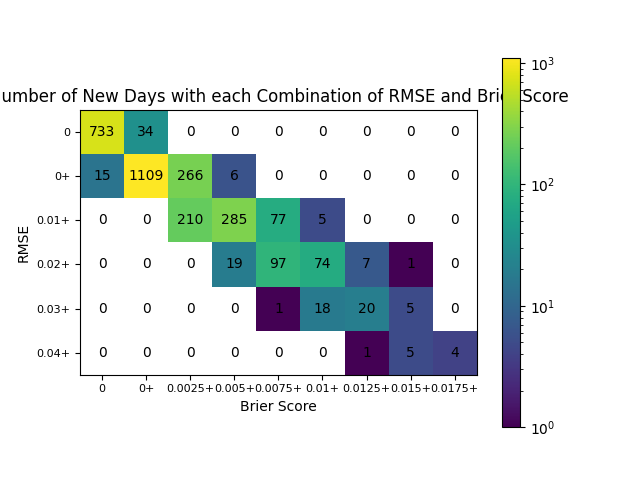 umber of New Days with each Combination of RMSE and Brier Score
RMSE
0 733 34 0 0 0 0 0 0 0
0+ 15 1109 266 6 0 0 0 0 0
0.01+ 0 0 210 285 77 5 0 0 0
0.02+ 0 0 0 19 97 74 7 1 0
0.03+ 0 0 0 0 1 18 20 5 0
0.04+ 0 0 0 0 0 0 1 5 4
0 0+ 0.0025+ 0.005+ 0.0075+ 0.01+ 0.0125+ 0.015+ 0.0175+
Brier Score
10³
10²
10¹
10⁰